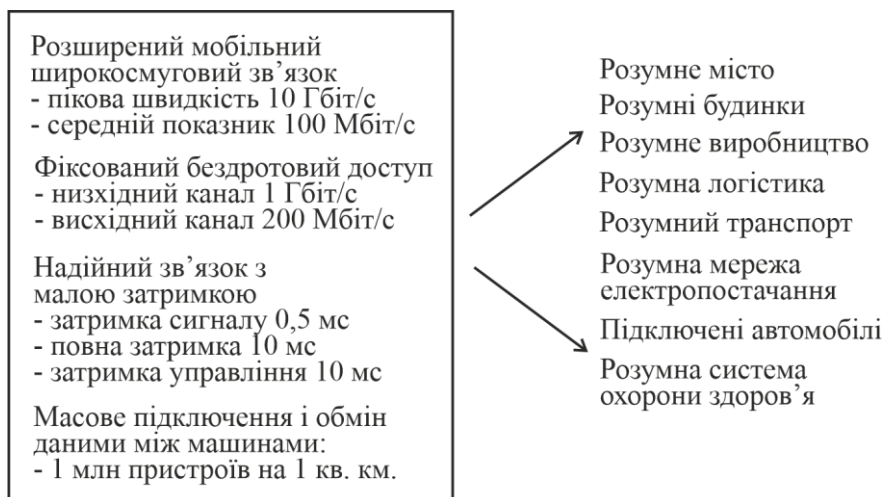 Розширений мобільний
широкосмуговий зв’язок
- пікова швидкість 10 Гбіт/с
- середній показник 100 Мбіт/с
Фіксований бездротовий доступ
- низхідний канал 1 Гбіт/с
- висхідний канал 200 Мбіт/с
Надійний зв’язок з
малою затримкою
- затримка сигналу 0,5 мс
- повна затримка 10 мс
- затримка управління 10 мс
Масове підключення і обмін
даними між машинами:
- 1 млн пристроїв на 1 кв. км.
Розумне місто
Розумні будинки
Розумне виробництво
Розумна логістика
Розумний транспорт
Розумна мережа
електропостачання
Підключені автомобілі
Розумна система
охорони здоров’я